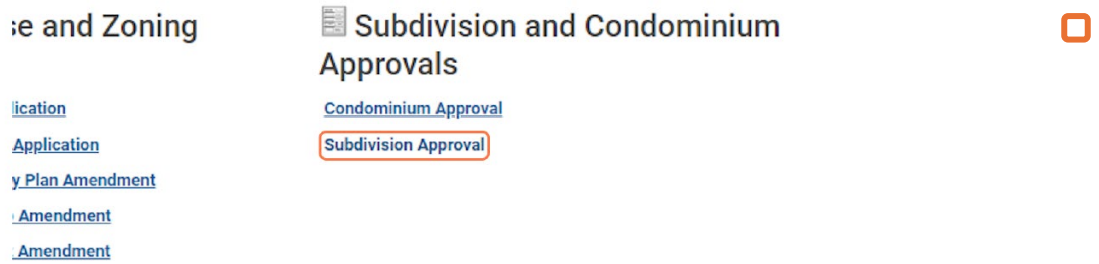 se and Zoning
Subdivision and Condominium
Approvals
lication
Application
y Plan Amendment
Amendment
Amendment
Condominium Approval
Subdivision Approval